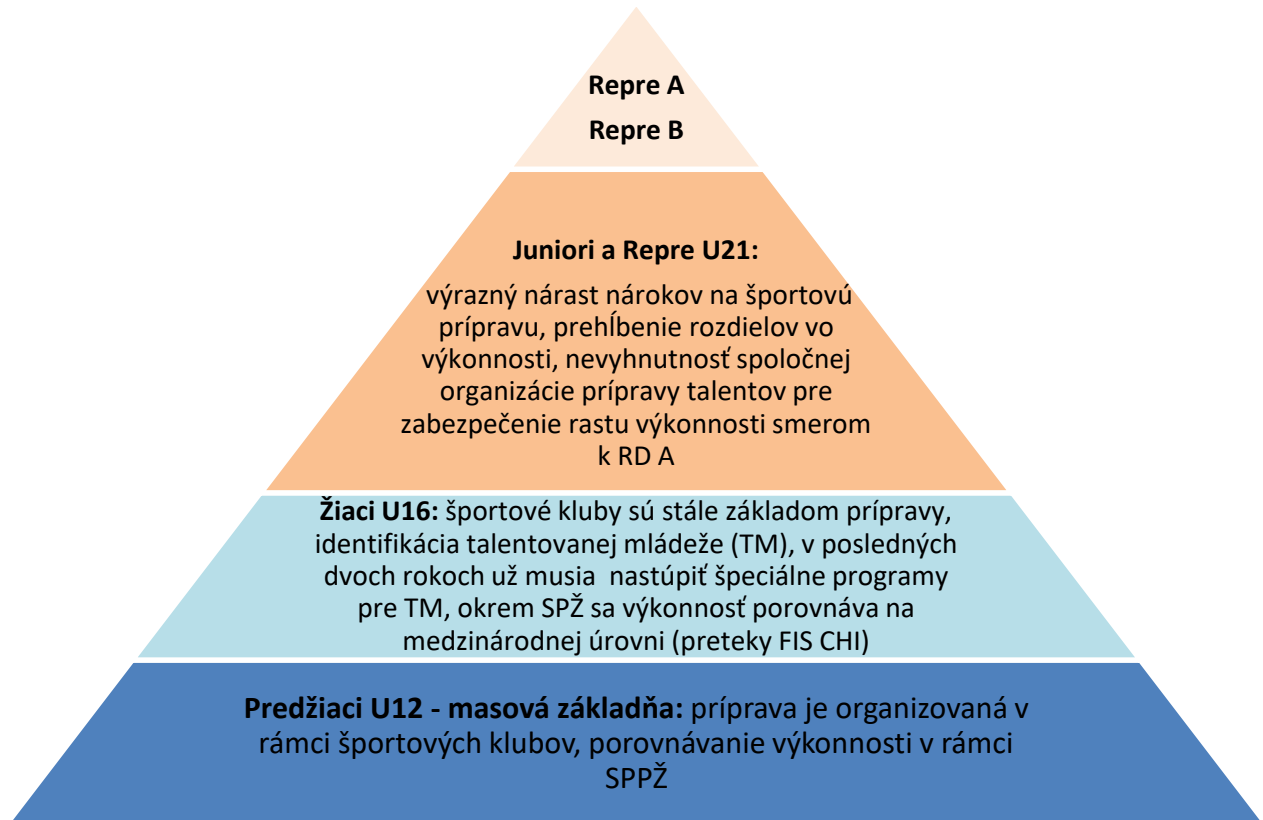 Repre A
Repre B
Juniori a Repre U21:
výrazný nárast nárokov na športovú
prípravu, prehĺbenie rozdielov vo
výkonnosti, nevyhnutnosť spoločnej
organizácie prípravy talentov pre
zabezpečenie rastu výkonnosti smerom
k RD A
Žiaci U16: športové kluby sú stále základom prípravy,
identifikácia talentovanej mládeže (TM), v posledných
dvoch rokoch už musia nastúpiť špeciálne programy
pre TM, okrem SPŽ sa výkonnosť porovnáva na
medzinárodnej úrovni (preteky FIS CHI)
Predžiaci U12 - masová základňa: príprava je organizovaná v
rámci športových klubov, porovnávanie výkonnosti v rámci
SPPŽ